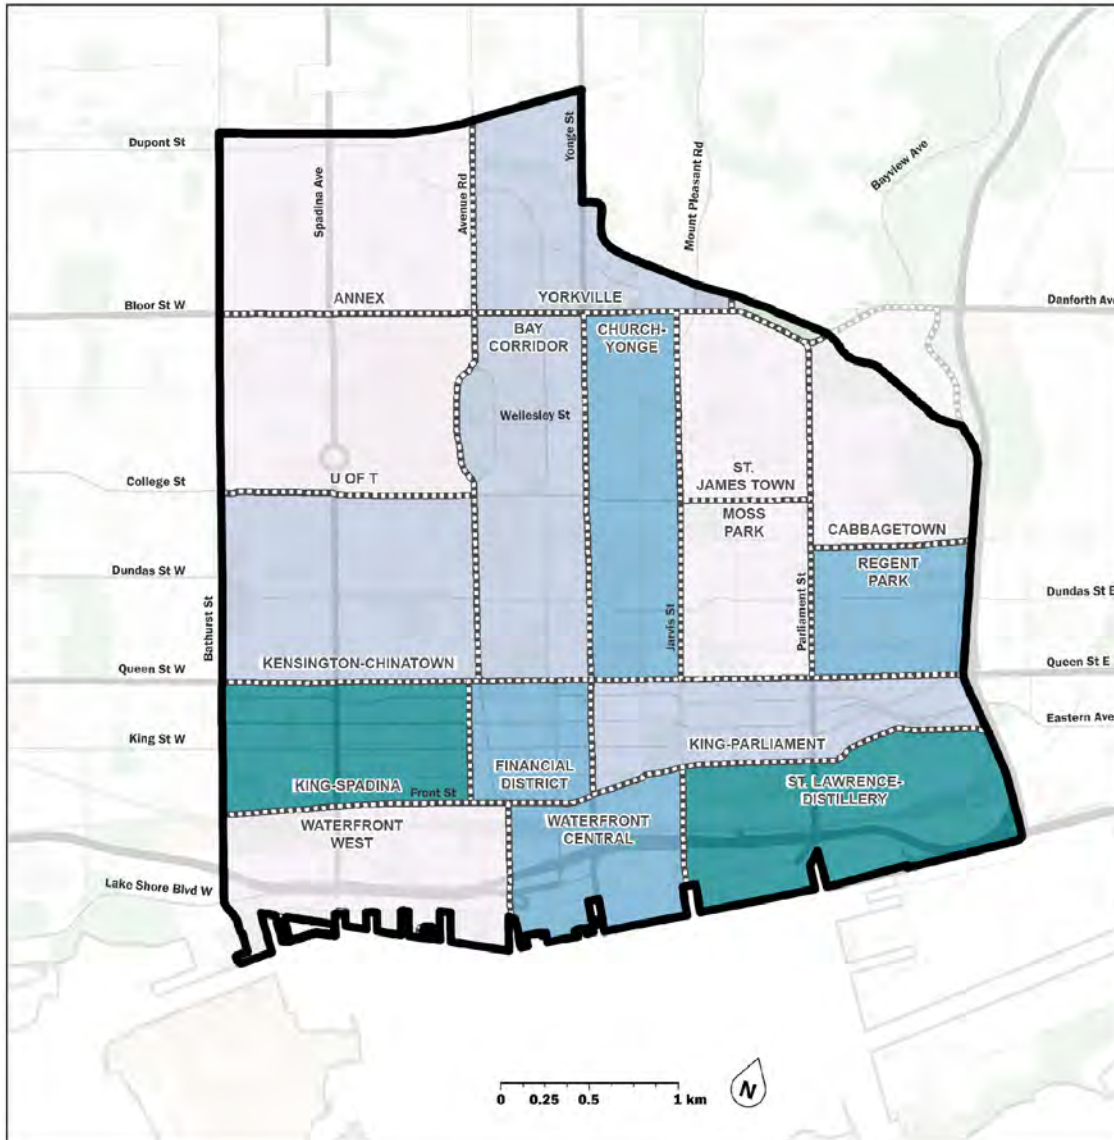 Dupont St
Spadina Ave
Avenue Rd
Yonge St
Mount Pleasant Rd
Bayview Ave
Bloor St W
ANNEX
YORKVILLE
Danforth Av
BAY
CORRIDOR
CHURCH-
YONGE
Wellesley St
College St
U OF T
ST.
JAMES TOWN
MOSS
PARK
CABBAGETOWN
REGENT
PARK
Dundas St W
Bathurst St
Jarvis St
Parliament St
Dundas St E
Queen St W
KENSINGTON-CHINATOWN
Queen St E
Eastern Ave
King St W
KING-PARLIAMENT
KING-SPADINA
Front St
FINANCIAL
DISTRICT
ST. LAWRENCE-
DISTILLERY
WATERFRONT
WEST
WATERFRONT
CENTRAL
Lake Shore Blvd W
0 0.25 0.5 1 km
N